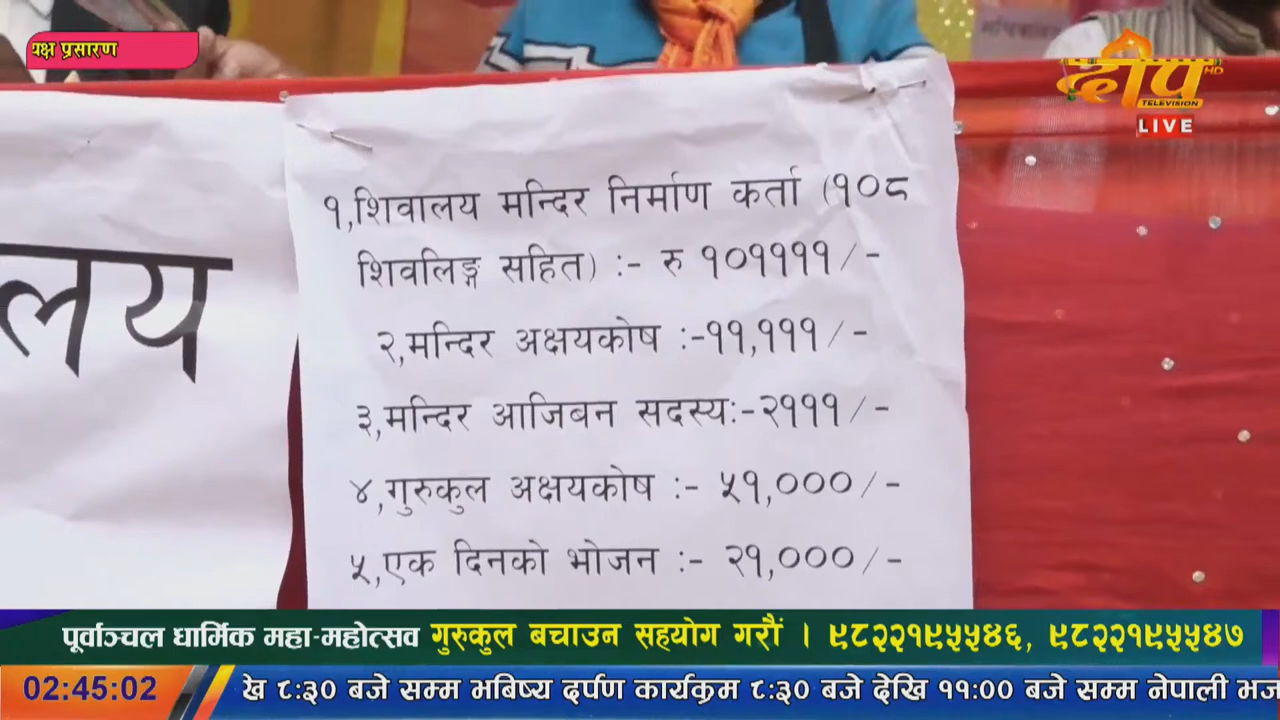 यक्ष प्रसारण
दीप HD
TELEVISION
LIVE
लय
१,शिवालय मन्दिर निर्माण कर्ता (१०८
शिवलिङ्ग सहित) :- रु १०११११/-
२,मन्दिर अक्षयकोष :-११,१११/-
३,मन्दिर आजिबन सदस्य:-२१११/-
४,गुरुकुल अक्षयकोष :- ५१,०००/-
५,एक दिनको भोजन :- २१,०००/-
पूर्वाञ्चल धार्मिक महा-महोत्सव गुरुकुल बचाउन सहयोग गरौं । ९८२२१९५५४६, ९८२२१९५५४७
02:45:02 खे ८:३० बजे सम्म भबिष्य दर्पण कार्यक्रम ८:३० बजे देखि ११:०० बजे सम्म नेपाली भज